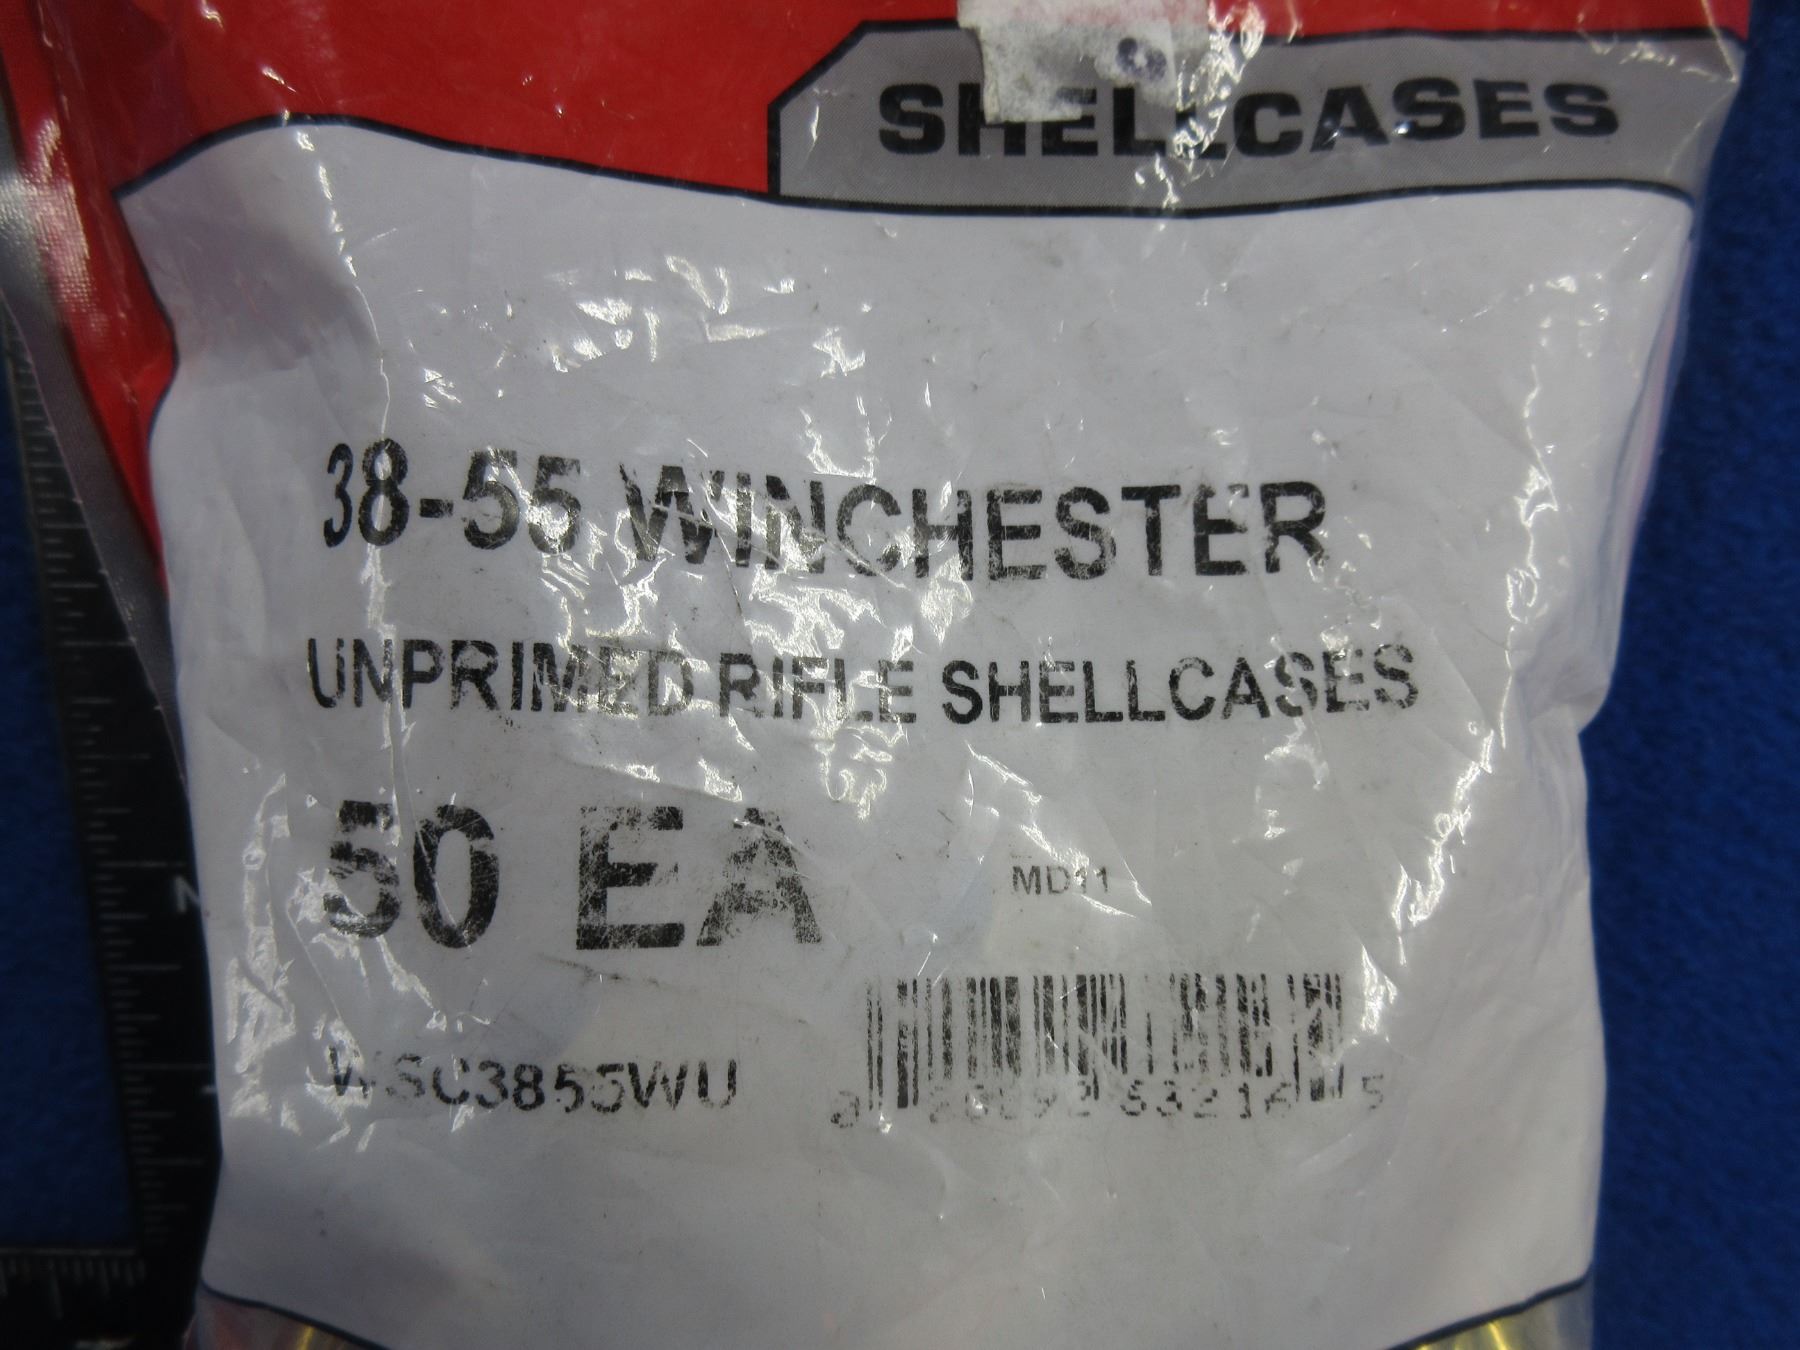 SHELLCASES
38-55 WINCHESTER
UNPRIMED RIFLE SHELLCASES
50 EA
MD11
WSC3855WU